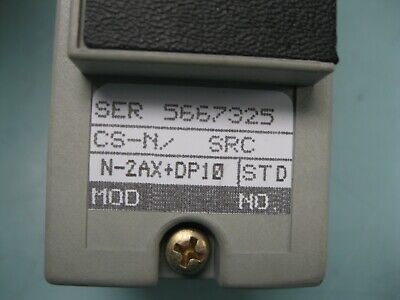 SER 5667325
CS-N/ SRC
N-2AX+DP10 STD
MOD NO.